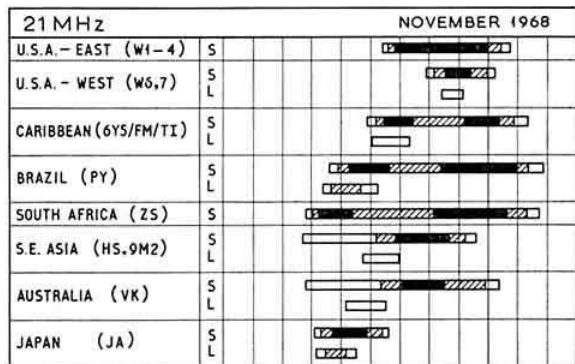 21 MHz NOVEMBER 1968
U.S.A. - EAST (W1-4) S
U.S.A. - WEST (W6,7) S
L
CARIBBEAN (6Y5/FM/TI) S
L
BRAZIL (PY) S
L
SOUTH AFRICA (ZS) S
S.E. ASIA (HS.9M2) S
L
AUSTRALIA (VK) S
L
JAPAN (JA) S
L